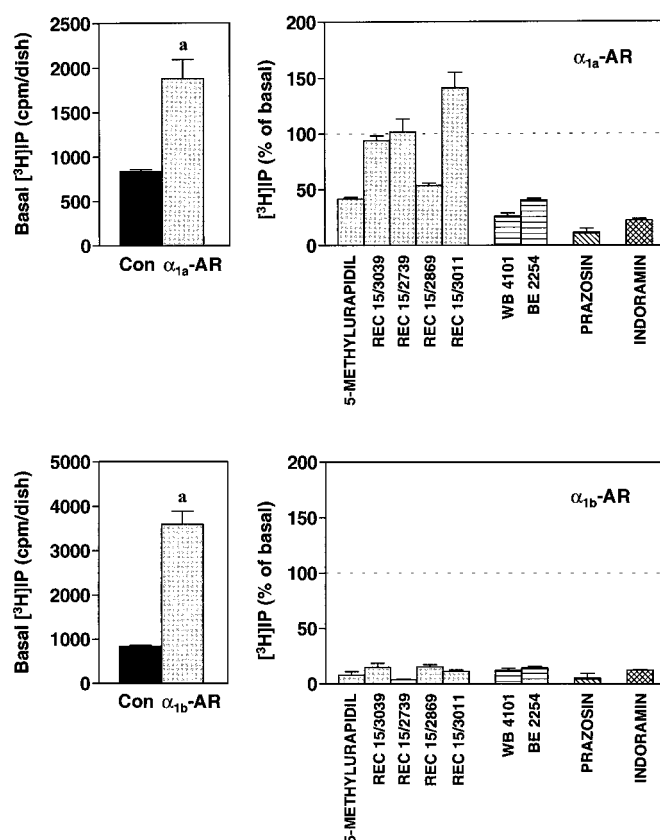 Basal [³H]IP (cpm/dish)
2500
2000
1500
1000
500
0
a
Con α1a-AR
[³H]IP (% of basal)
200
150
100
50
0
α1a-AR
5-METHYLURAPIDIL
REC 15/3039
REC 15/2739
REC 15/2869
REC 15/3011
WB 4101
BE 2254
PRAZOSIN
INDORAMIN
Basal [³H]IP (cpm/dish)
5000
4000
3000
2000
1000
0
a
Con α1b-AR
[³H]IP (% of basal)
200
150
100
50
0
α1b-AR
5-METHYLURAPIDIL
REC 15/3039
REC 15/2739
REC 15/2869
REC 15/3011
WB 4101
BE 2254
PRAZOSIN
INDORAMIN